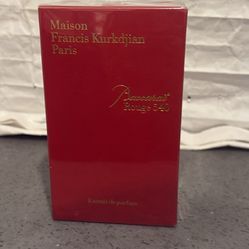 Maison
Francis Kurkdjian
Paris
Baccarat
Rouge 540
Extrait de parfum